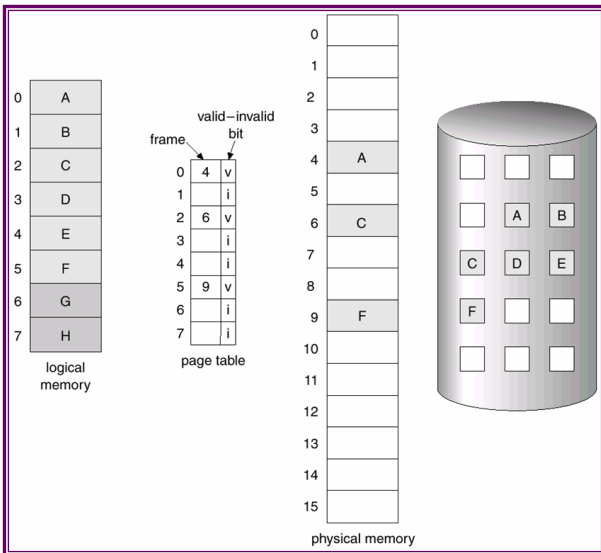 0 A
1 B
2 C
3 D
4 E
5 F
6 G
7 H
logical
memory
valid–invalid
bit
frame
0 4 v
1 i
2 6 v
3 i
4 i
5 9 v
6 i
7 i
page table
0
1
2
3
4 A
5
6 C
7
8
9 F
10
11
12
13
14
15
physical memory
A B
C D E
F